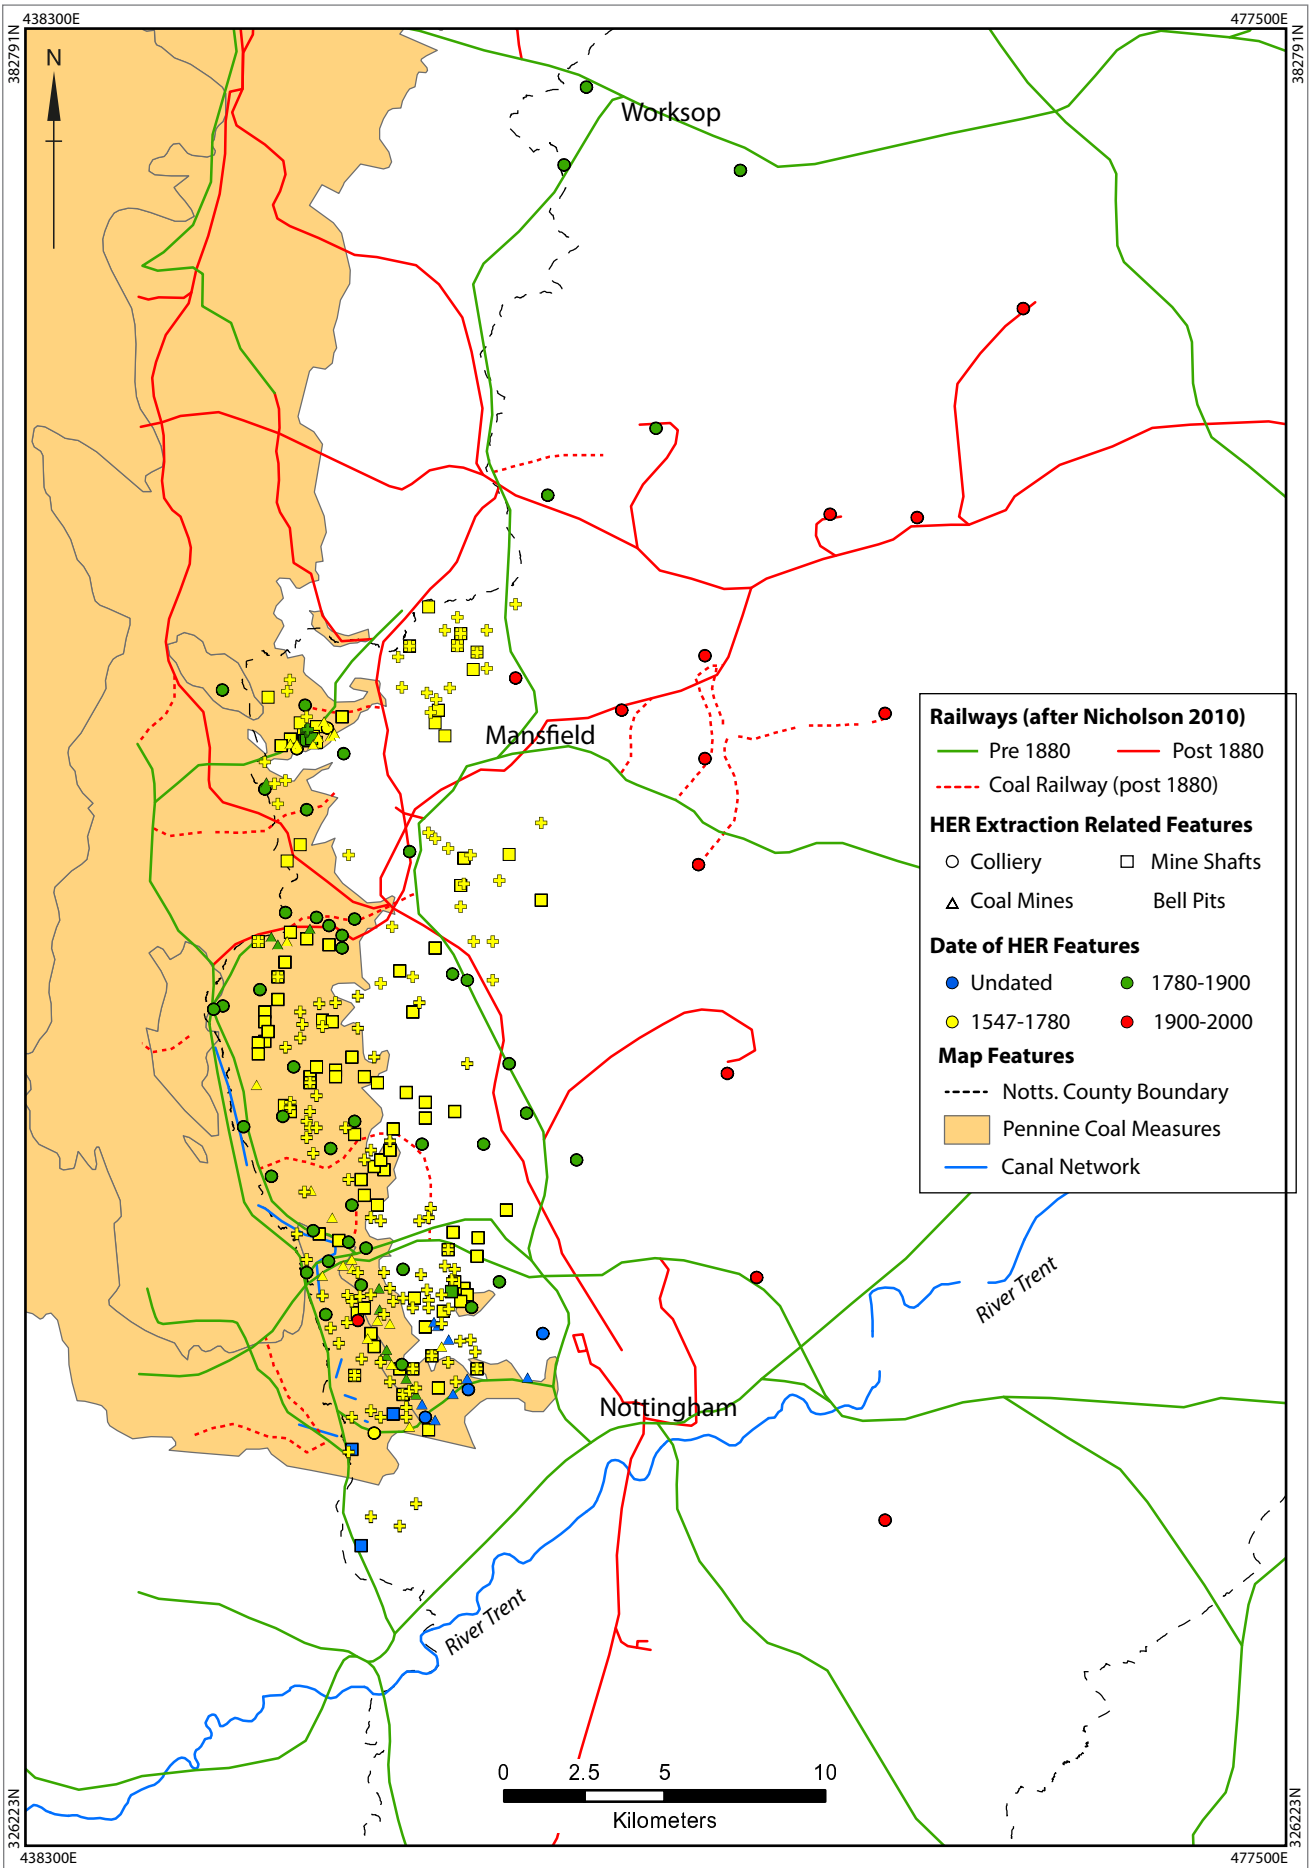 438300E
477500E
382791N
382791N
N
Worksop
Mansfield
Railways (after Nicholson 2010)
Pre 1880
Post 1880
Coal Railway (post 1880)
HER Extraction Related Features
Colliery
Mine Shafts
Coal Mines
Bell Pits
Date of HER Features
Undated
1780-1900
1547-1780
1900-2000
Map Features
Notts. County Boundary
Pennine Coal Measures
Canal Network
River Trent
Nottingham
River Trent
0 2.5 5 10
Kilometers
326223N
326223N
438300E
477500E